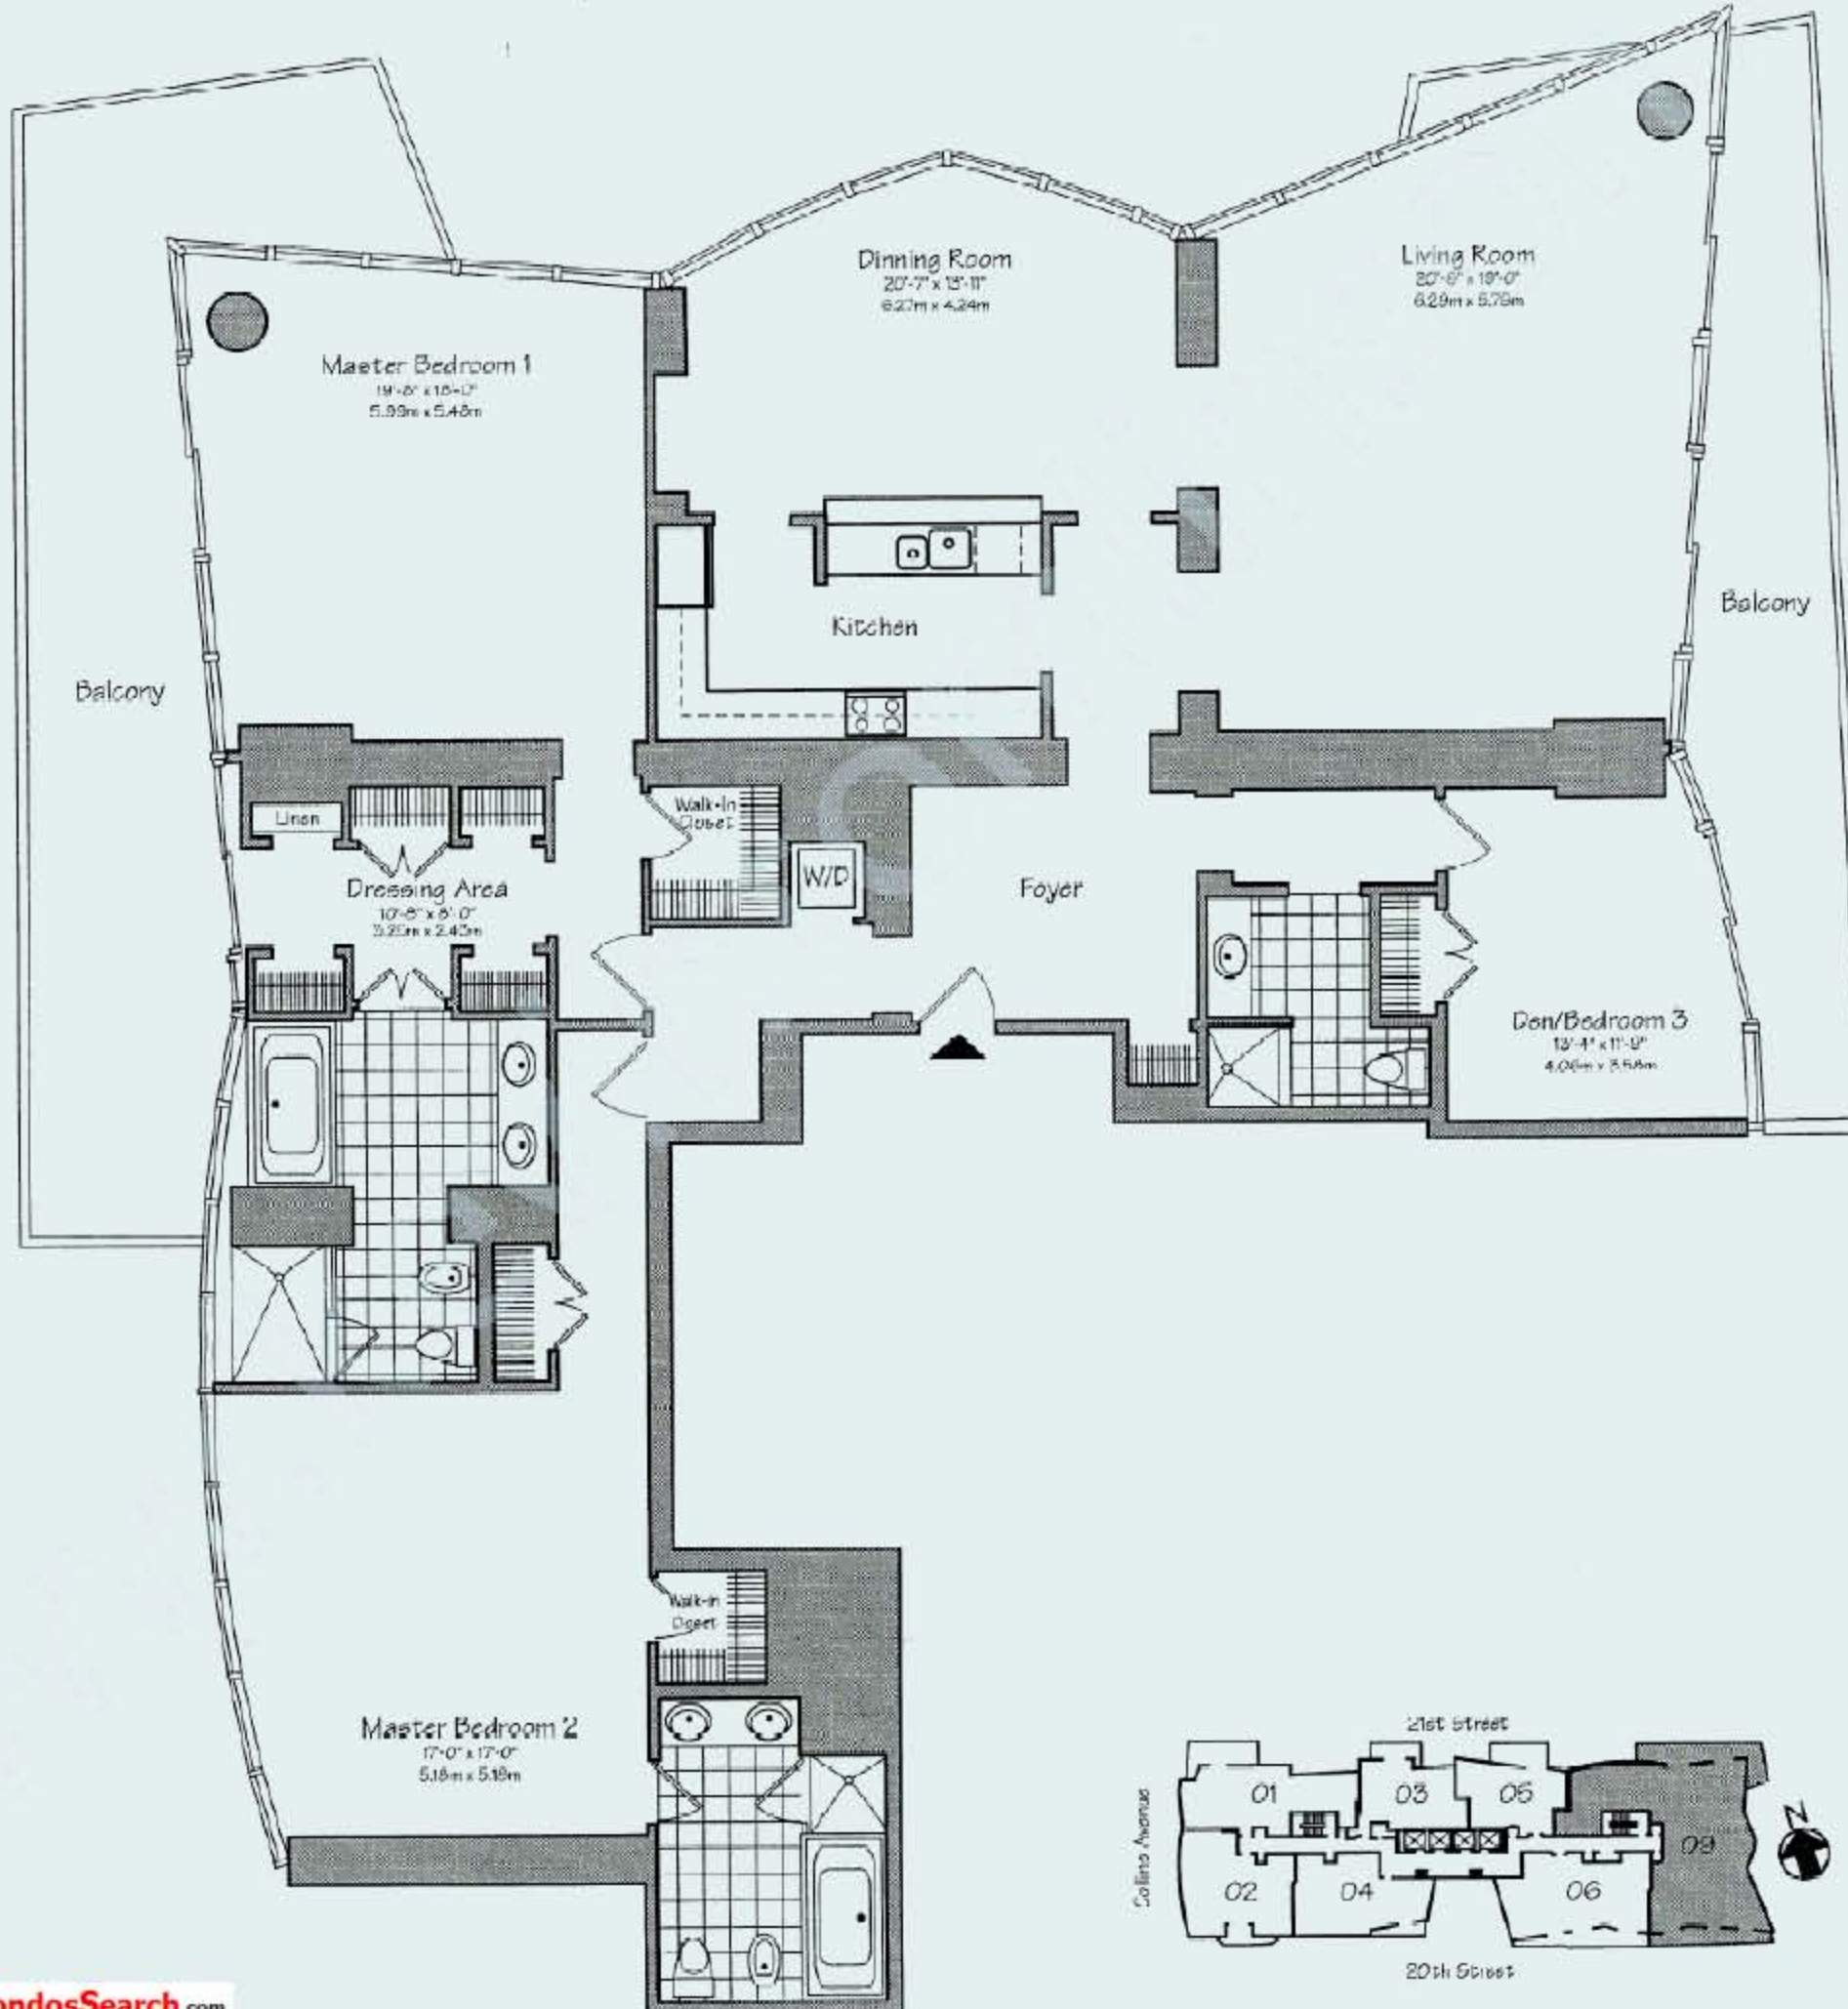 Dinning Room
20'-7" x 13'-11"
6.27m x 4.24m
Living Room
20'-6" x 19'-0"
6.29m x 5.79m
Master Bedroom 1
19'-8" x 18'-0"
5.99m x 5.48m
Balcony
Kitchen
Balcony
Linen
Walk-In
Closet
W/D
Dressing Area
10'-8" x 8'-0"
3.25m x 2.43m
Foyer
Den/Bedroom 3
13'-4" x 11'-9"
4.06m x 3.58m
Walk-in
Closet
Master Bedroom 2
17'-0" x 17'-0"
5.18m x 5.18m
21st Street
01
03
05
09
02
04
06
Collins Avenue
N
20th Street
ondosSearch.com